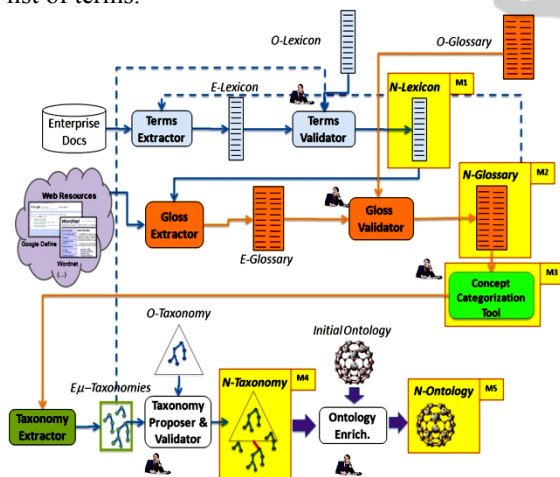 list of terms.
O-Lexicon
O-Glossary
E-Lexicon
N-Lexicon
M1
Enterprise
Docs
Terms
Extractor
Terms
Validator
Web Resources
Google Define
WordNet
Wordnet
(...)
Gloss
Extractor
E-Glossary
Gloss
Validator
N-Glossary
M2
Concept
Categorization
Tool
M3
O-Taxonomy
Initial Ontology
Eμ–Taxohomies
N-Taxonomy
M4
N-Ontology
M5
Taxonomy
Extractor
Taxonomy
Proposer &
Validator
Ontology
Enrich.